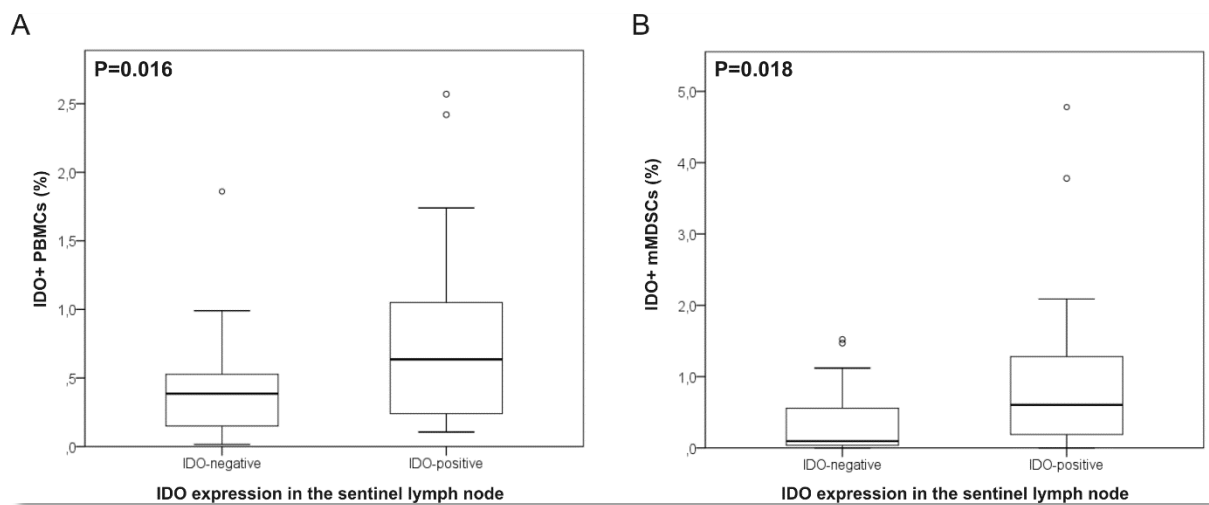 A
P=0.016
IDO+ PBMCs (%)
2,5
2,0
1,5
1,0
,5
,0
IDO-negative
IDO-positive
IDO expression in the sentinel lymph node
B
P=0.018
IDO+ mMDSCs (%)
5,0
4,0
3,0
2,0
1,0
,0
IDO-negative
IDO-positive
IDO expression in the sentinel lymph node